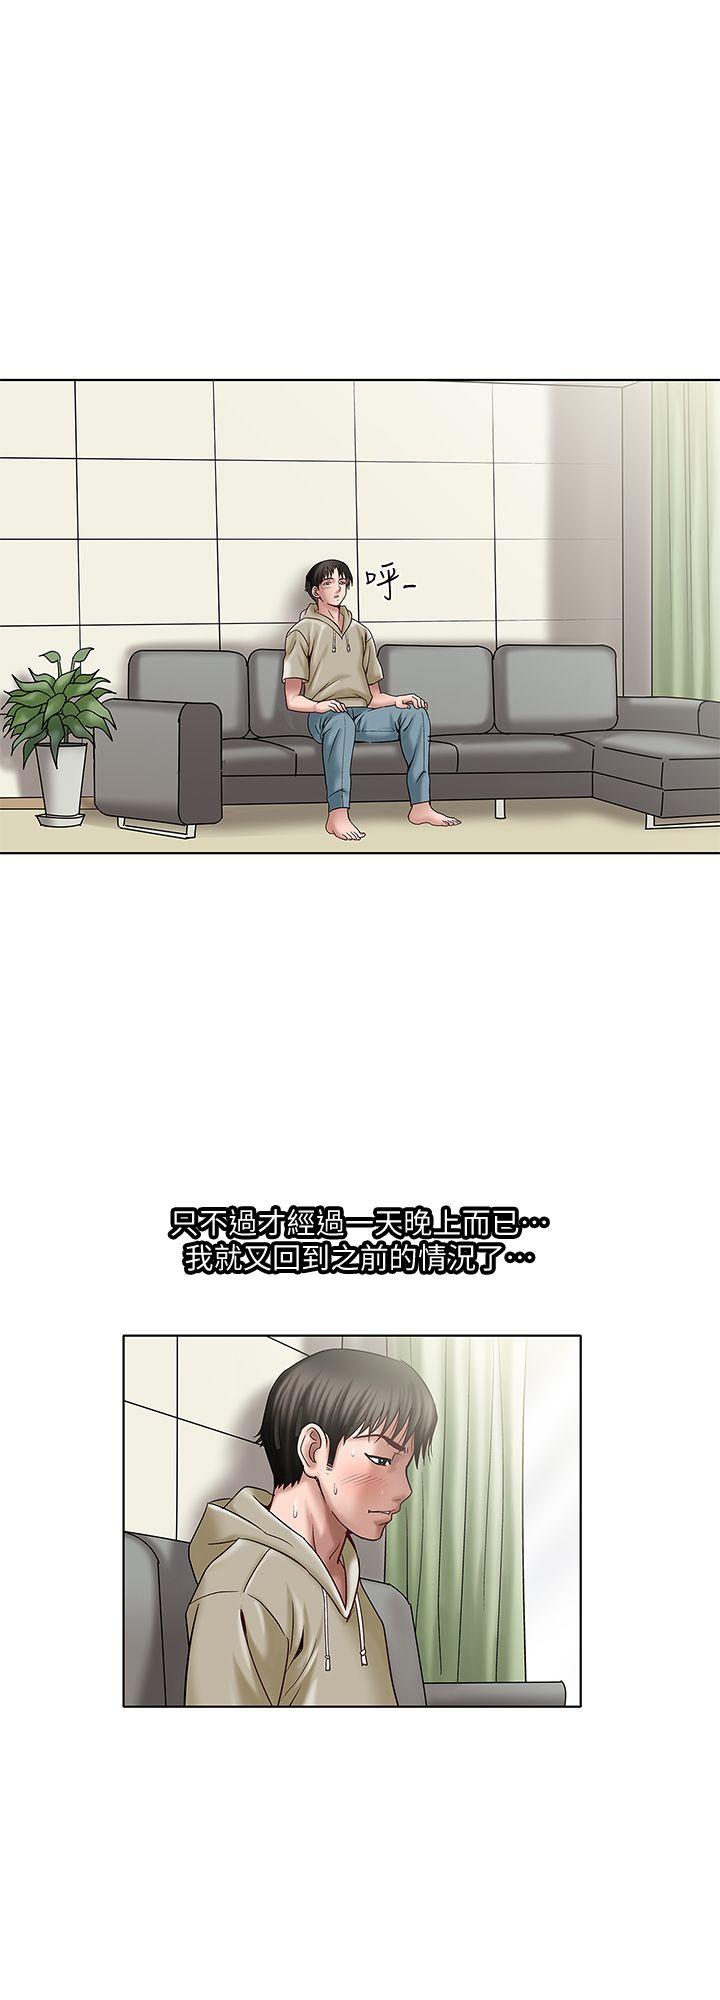 呼-
只不過才經過一天晚上而已…
我就又回到之前的情況了…